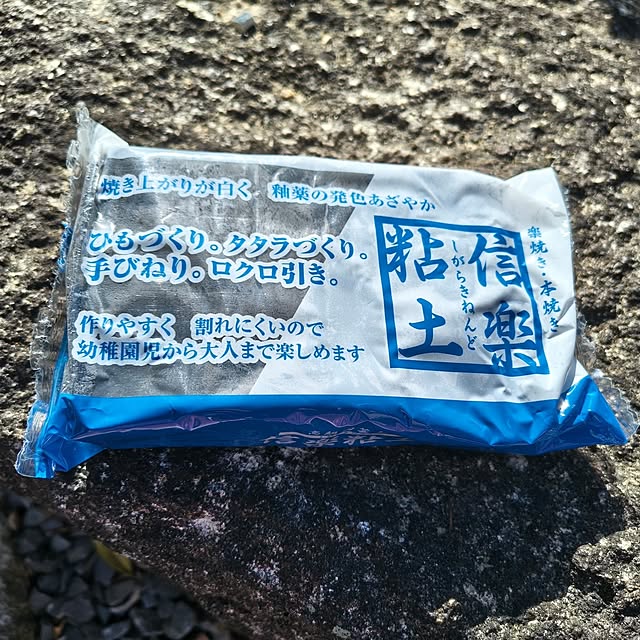 焼き上がりが白く 釉薬の発色あざやか
ひもづくり。タタラづくり。
手びねり。ロクロ引き。
作りやすく 割れにくいので
幼稚園児から大人まで楽しめます
楽焼き・本焼き
信楽
しがらきねんど
粘土